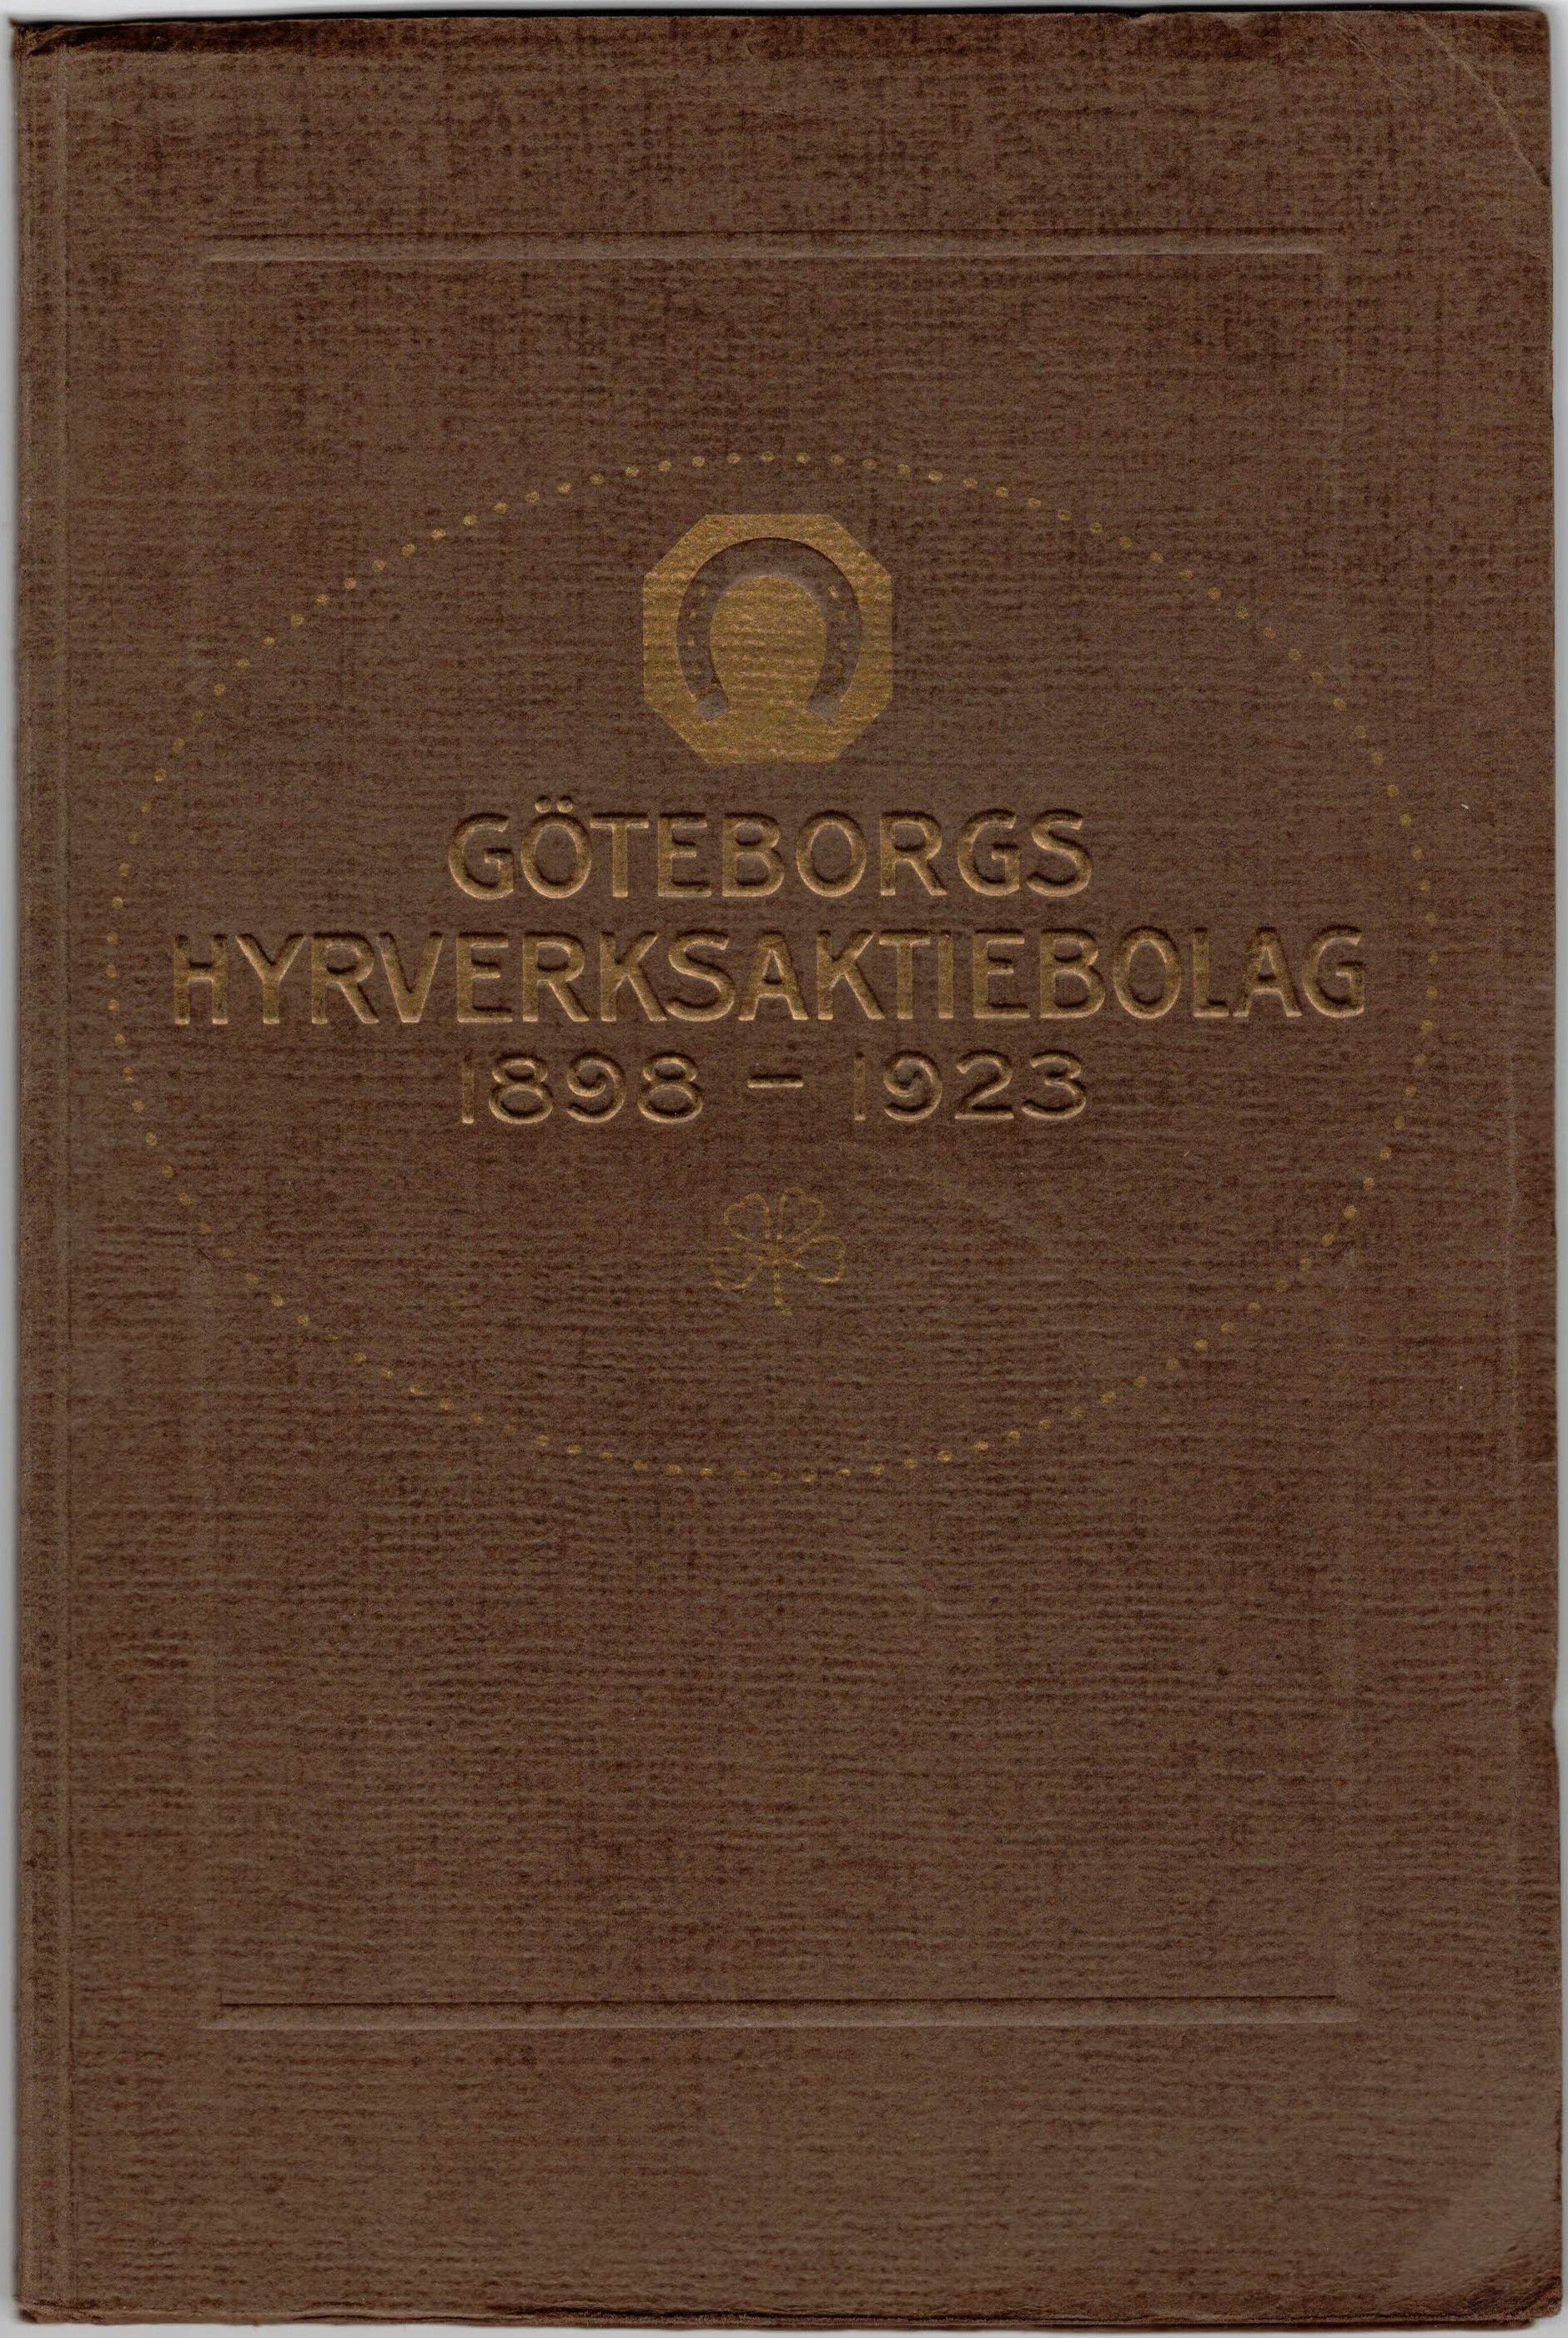 GÖTEBORGS
HYRVERKSAKTIEBOLAG
1898 – 1923